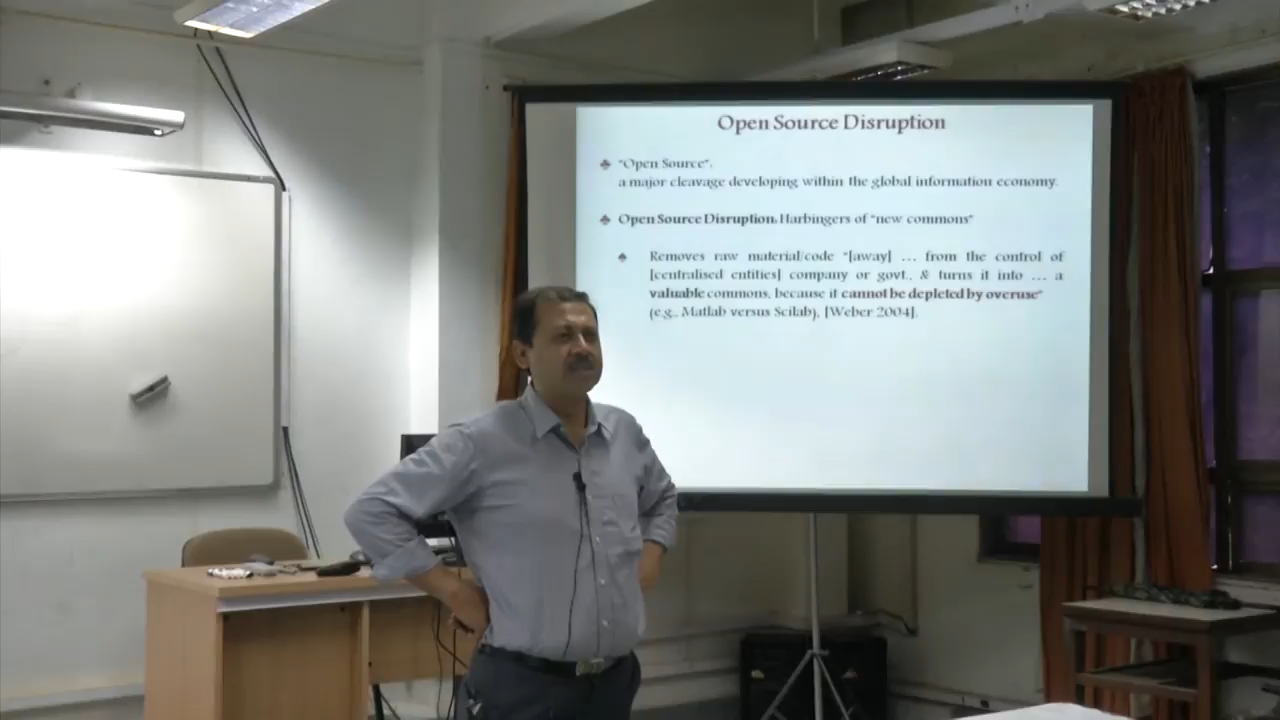 Open Source Disruption
"Open Source",
a major cleavage developing within the global information economy.
Open Source Disruption: Harbingers of "new commons"
Removes raw material/code "[away] ... from the control of
[centralised entities] company or govt., & turns it into ... a
valuable commons, because it cannot be depleted by overuse"
(e.g., Matlab versus Scilab), [Weber 2004].